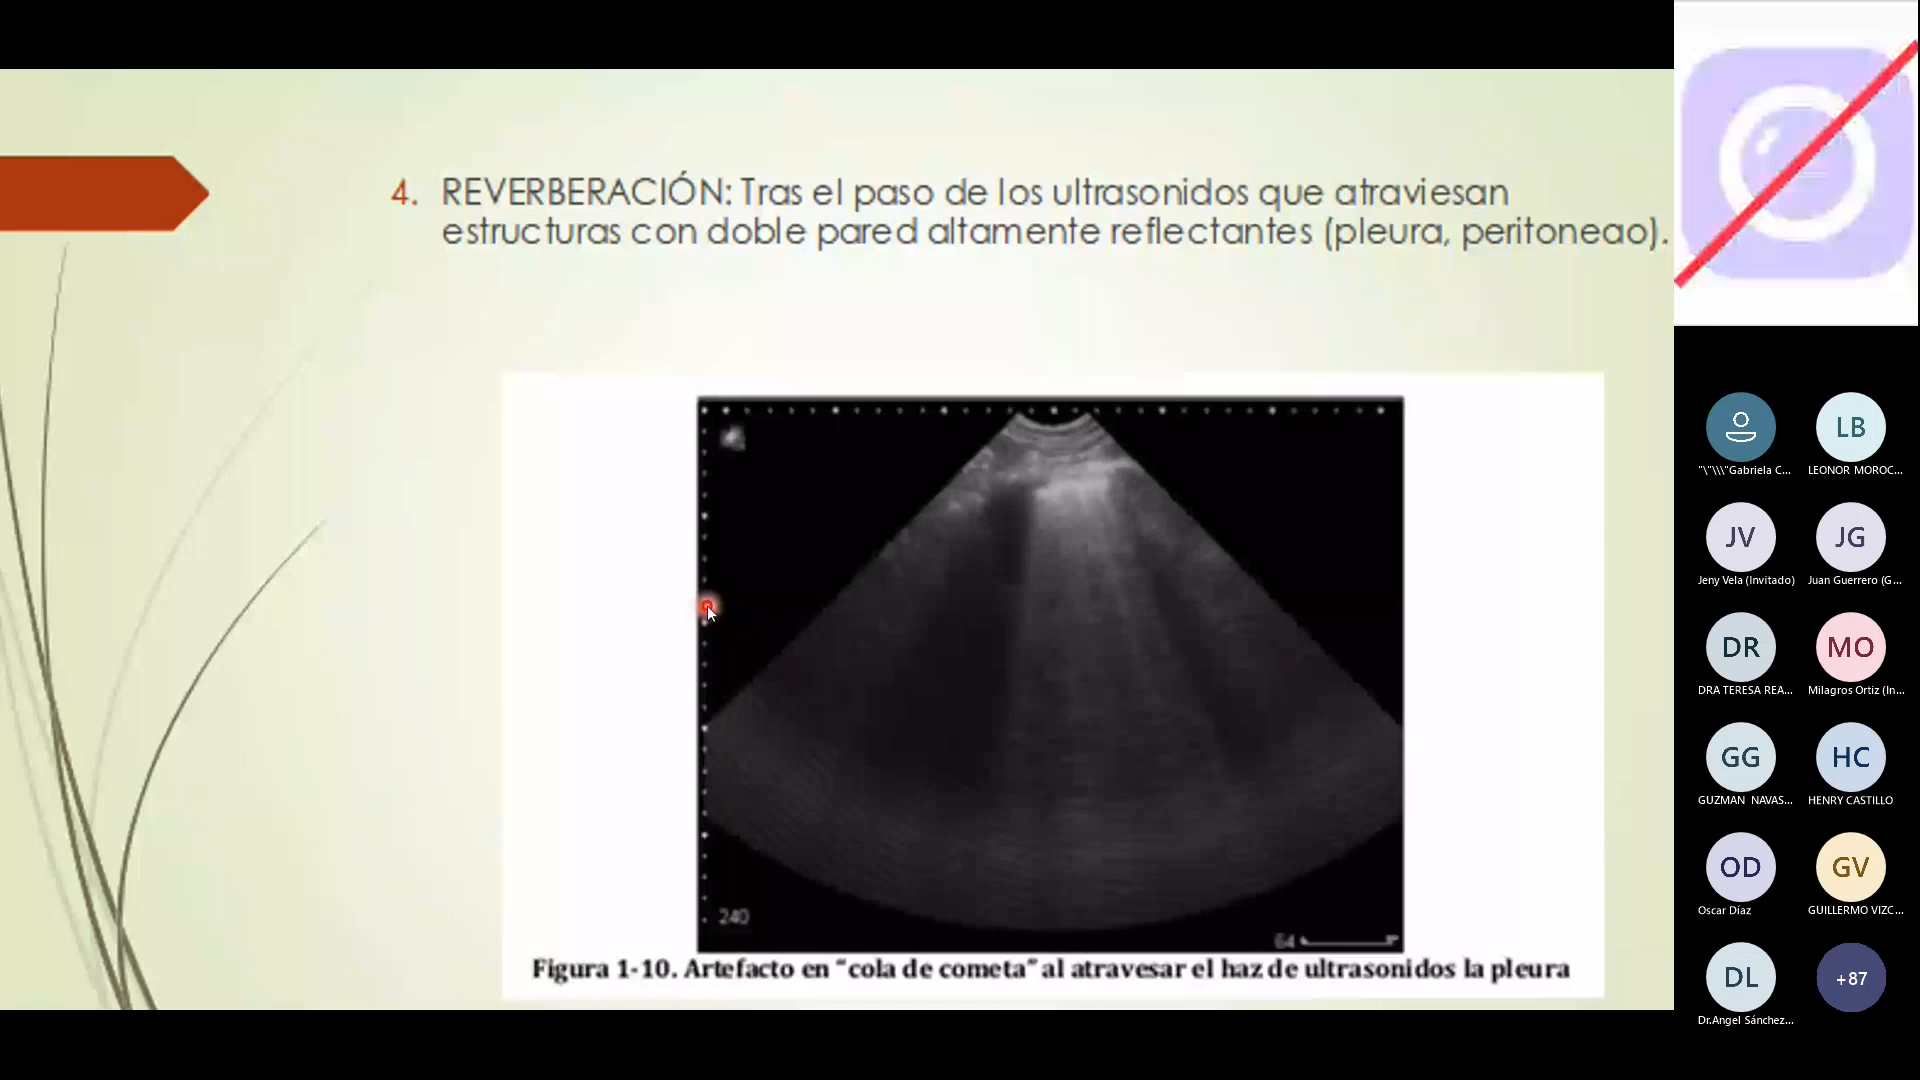 4. REVERBERACIÓN: Tras el paso de los ultrasonidos que atraviesan
estructuras con doble pared altamente reflectantes (pleura, peritoneao).
240
64
Figura 1-10. Artefacto en "cola de cometa" al atravesar el haz de ultrasonidos la pleura
LB
"\"\\\"Gabriela C...
LEONOR MOROC...
JV
JG
Jeny Vela (Invitado)
Juan Guerrero (G...
DR
MO
DRA TERESA REA...
Milagros Ortiz (In...
GG
HC
GUZMAN NAVAS...
HENRY CASTILLO
OD
GV
Oscar Díaz
GUILLERMO VIZC...
DL
+87
Dr.Angel Sánchez...